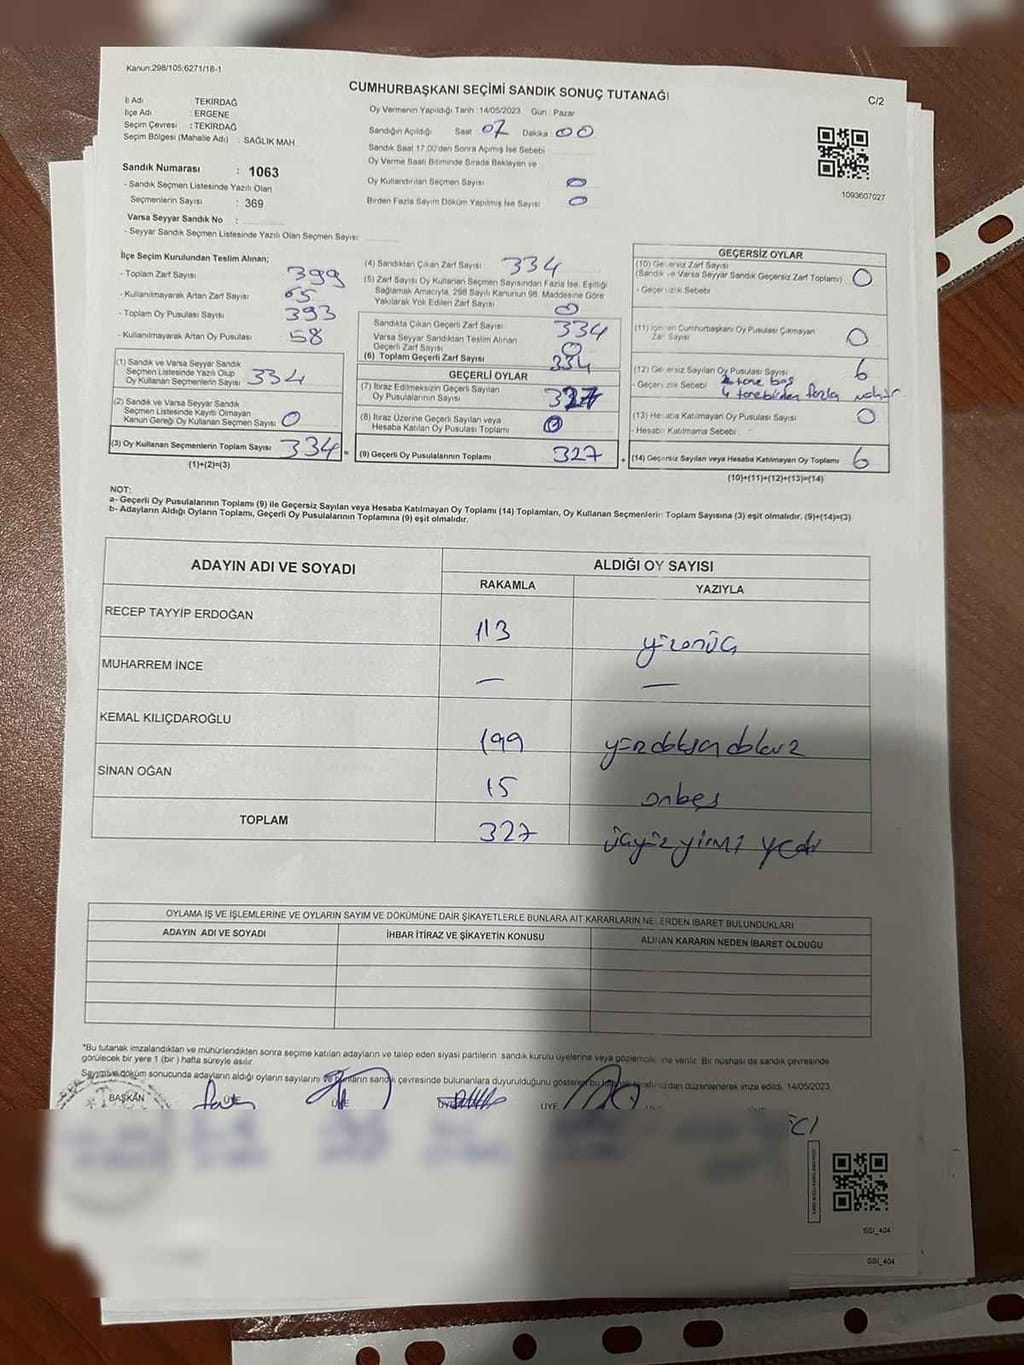 Kanun:298/105;6271/18-1
CUMHURBAŞKANI SEÇİMİ SANDIK SONUÇ TUTANAĞI
C/2
İl Adı : TEKİRDAĞ
İlçe Adı : ERGENE
Seçim Çevresi : TEKİRDAĞ
Seçim Bölgesi (Mahalle Adı) : SAĞLIK MAH
Oy Vermenin Yapıldığı Tarih : 14/05/2023 Gün : Pazar
Sandığın Açıldığı Saat 07 Dakika : 00
Sandık Saat 17.00'den Sonra Açılmış İse Sebebi
Oy Verme Saati Bitiminde Sırada Bekleyen ve
Oy Kullandırılan Seçmen Sayısı 0
Birden Fazla Sayım Döküm Yapılmış İse Sayısı 0
1093607027
Sandık Numarası : 1063
- Sandık Seçmen Listesinde Yazılı Olan
Seçmenlerin Sayısı : 369
Varsa Seyyar Sandık No :
- Seyyar Sandık Seçmen Listesinde Yazılı Olan Seçmen Sayısı:
İlçe Seçim Kurulundan Teslim Alınan;
- Toplam Zarf Sayısı 399
- Kullanılmayarak Artan Zarf Sayısı 65
- Toplam Oy Pusulası Sayısı 393
- Kullanılmayarak Artan Oy Pusulası 58
(1) Sandık ve Varsa Seyyar Sandık
Seçmen Listesinde Yazılı Olup
Oy Kullanan Seçmenlerin Sayısı 334
(2) Sandık ve Varsa Seyyar Sandık
Seçmen Listesinde Kayıtlı Olmayan
Kanun Gereği Oy Kullanan Seçmen Sayısı 0
(3) Oy Kullanan Seçmenlerin Toplam Sayısı 334
(1)+(2)=(3)
(4) Sandıktan Çıkan Zarf Sayısı 334
(5) Zarf Sayısı Oy Kullanan Seçmen Sayısından Fazla İse, Eşitliği
Sağlamak Amacıyla, 298 Sayılı Kanunun 98. Maddesine Göre
Yakılarak Yok Edilen Zarf Sayısı 0
Sandıkta Çıkan Geçerli Zarf Sayısı 334
Varsa Seyyar Sandıktan Teslim Alınan
Geçerli Zarf Sayısı 0
(6) Toplam Geçerli Zarf Sayısı 334
GEÇERLİ OYLAR
(7) İtiraz Edilmeksizin Geçerli Sayılan
Oy Pusulalarının Sayısı 327
(8) İtiraz Üzerine Geçerli Sayılan veya
Hesaba Katılan Oy Pusulası Toplamı 0
(9) Geçerli Oy Pusulalarının Toplamı 327
GEÇERSİZ OYLAR
(10) Geçersiz Zarf Sayısı
(Sandık ve Varsa Seyyar Sandık Geçersiz Zarf Toplamı) 0
- Geçersizlik Sebebi
(11) İçinden Cumhurbaşkanı Oy Pusulası Çıkmayan
Zarf Sayısı 0
(12) Geçersiz Sayılan Oy Pusulası Sayısı 6
- Geçersizlik Sebebi 2 tane boş
4 tane birden fazla mühür
(13) Hesaba Katılmayan Oy Pusulası Sayısı 0
- Hesaba Katılmama Sebebi
(14) Geçersiz Sayılan veya Hesaba Katılmayan Oy Toplamı 6
(10)+(11)+(12)+(13)=(14)
NOT:
a- Geçerli Oy Pusulalarının Toplamı (9) ile Geçersiz Sayılan veya Hesaba Katılmayan Oy Toplamı (14) Toplamları, Oy Kullanan Seçmenlerin Toplam Sayısına (3) eşit olmalıdır. (9)+(14)=(3)
b- Adayların Aldığı Oyların Toplamı, Geçerli Oy Pusulalarının Toplamına (9) eşit olmalıdır.
ADAYIN ADI VE SOYADI
ALDIĞI OY SAYISI
RAKAMLA YAZIYLA
RECEP TAYYİP ERDOĞAN 113 yüzonüç
MUHARREM İNCE — —
KEMAL KILIÇDAROĞLU 199 yüzdoksandokuz
SİNAN OĞAN 15 onbeş
TOPLAM 327 üçyüzyirmi yedi
OYLAMA İŞ VE İŞLEMLERİNE VE OYLARIN SAYIM VE DÖKÜMÜNE DAİR ŞİKAYETLERLE BUNLARA AİT KARARLARIN NELERDEN İBARET BULUNDUKLARI
ADAYIN ADI VE SOYADI İHBAR İTİRAZ VE ŞİKAYETİN KONUSU ALINAN KARARIN NEDEN İBARET OLDUĞU
*Bu tutanak imzalandıktan ve mühürlendikten sonra seçime katılan adayların ve talep eden siyasi partilerin sandık kurulu üyelerine veya gözlemcilerine verilir. Bir nüshası da sandık çevresinde
görülecek bir yere 1 (bir) hafta süreyle asılır.
Sayım ve döküm sonucunda adayların aldığı oyların sayılarını ve bunların sandık çevresinde bulunanlara duyurulduğunu gösteren bu tutanak tarafımızdan düzenlenerek imza edildi. 14/05/2023
BAŞKAN ÜYE ÜYE ÜYE ÜYE
SSI_404
SSI_404